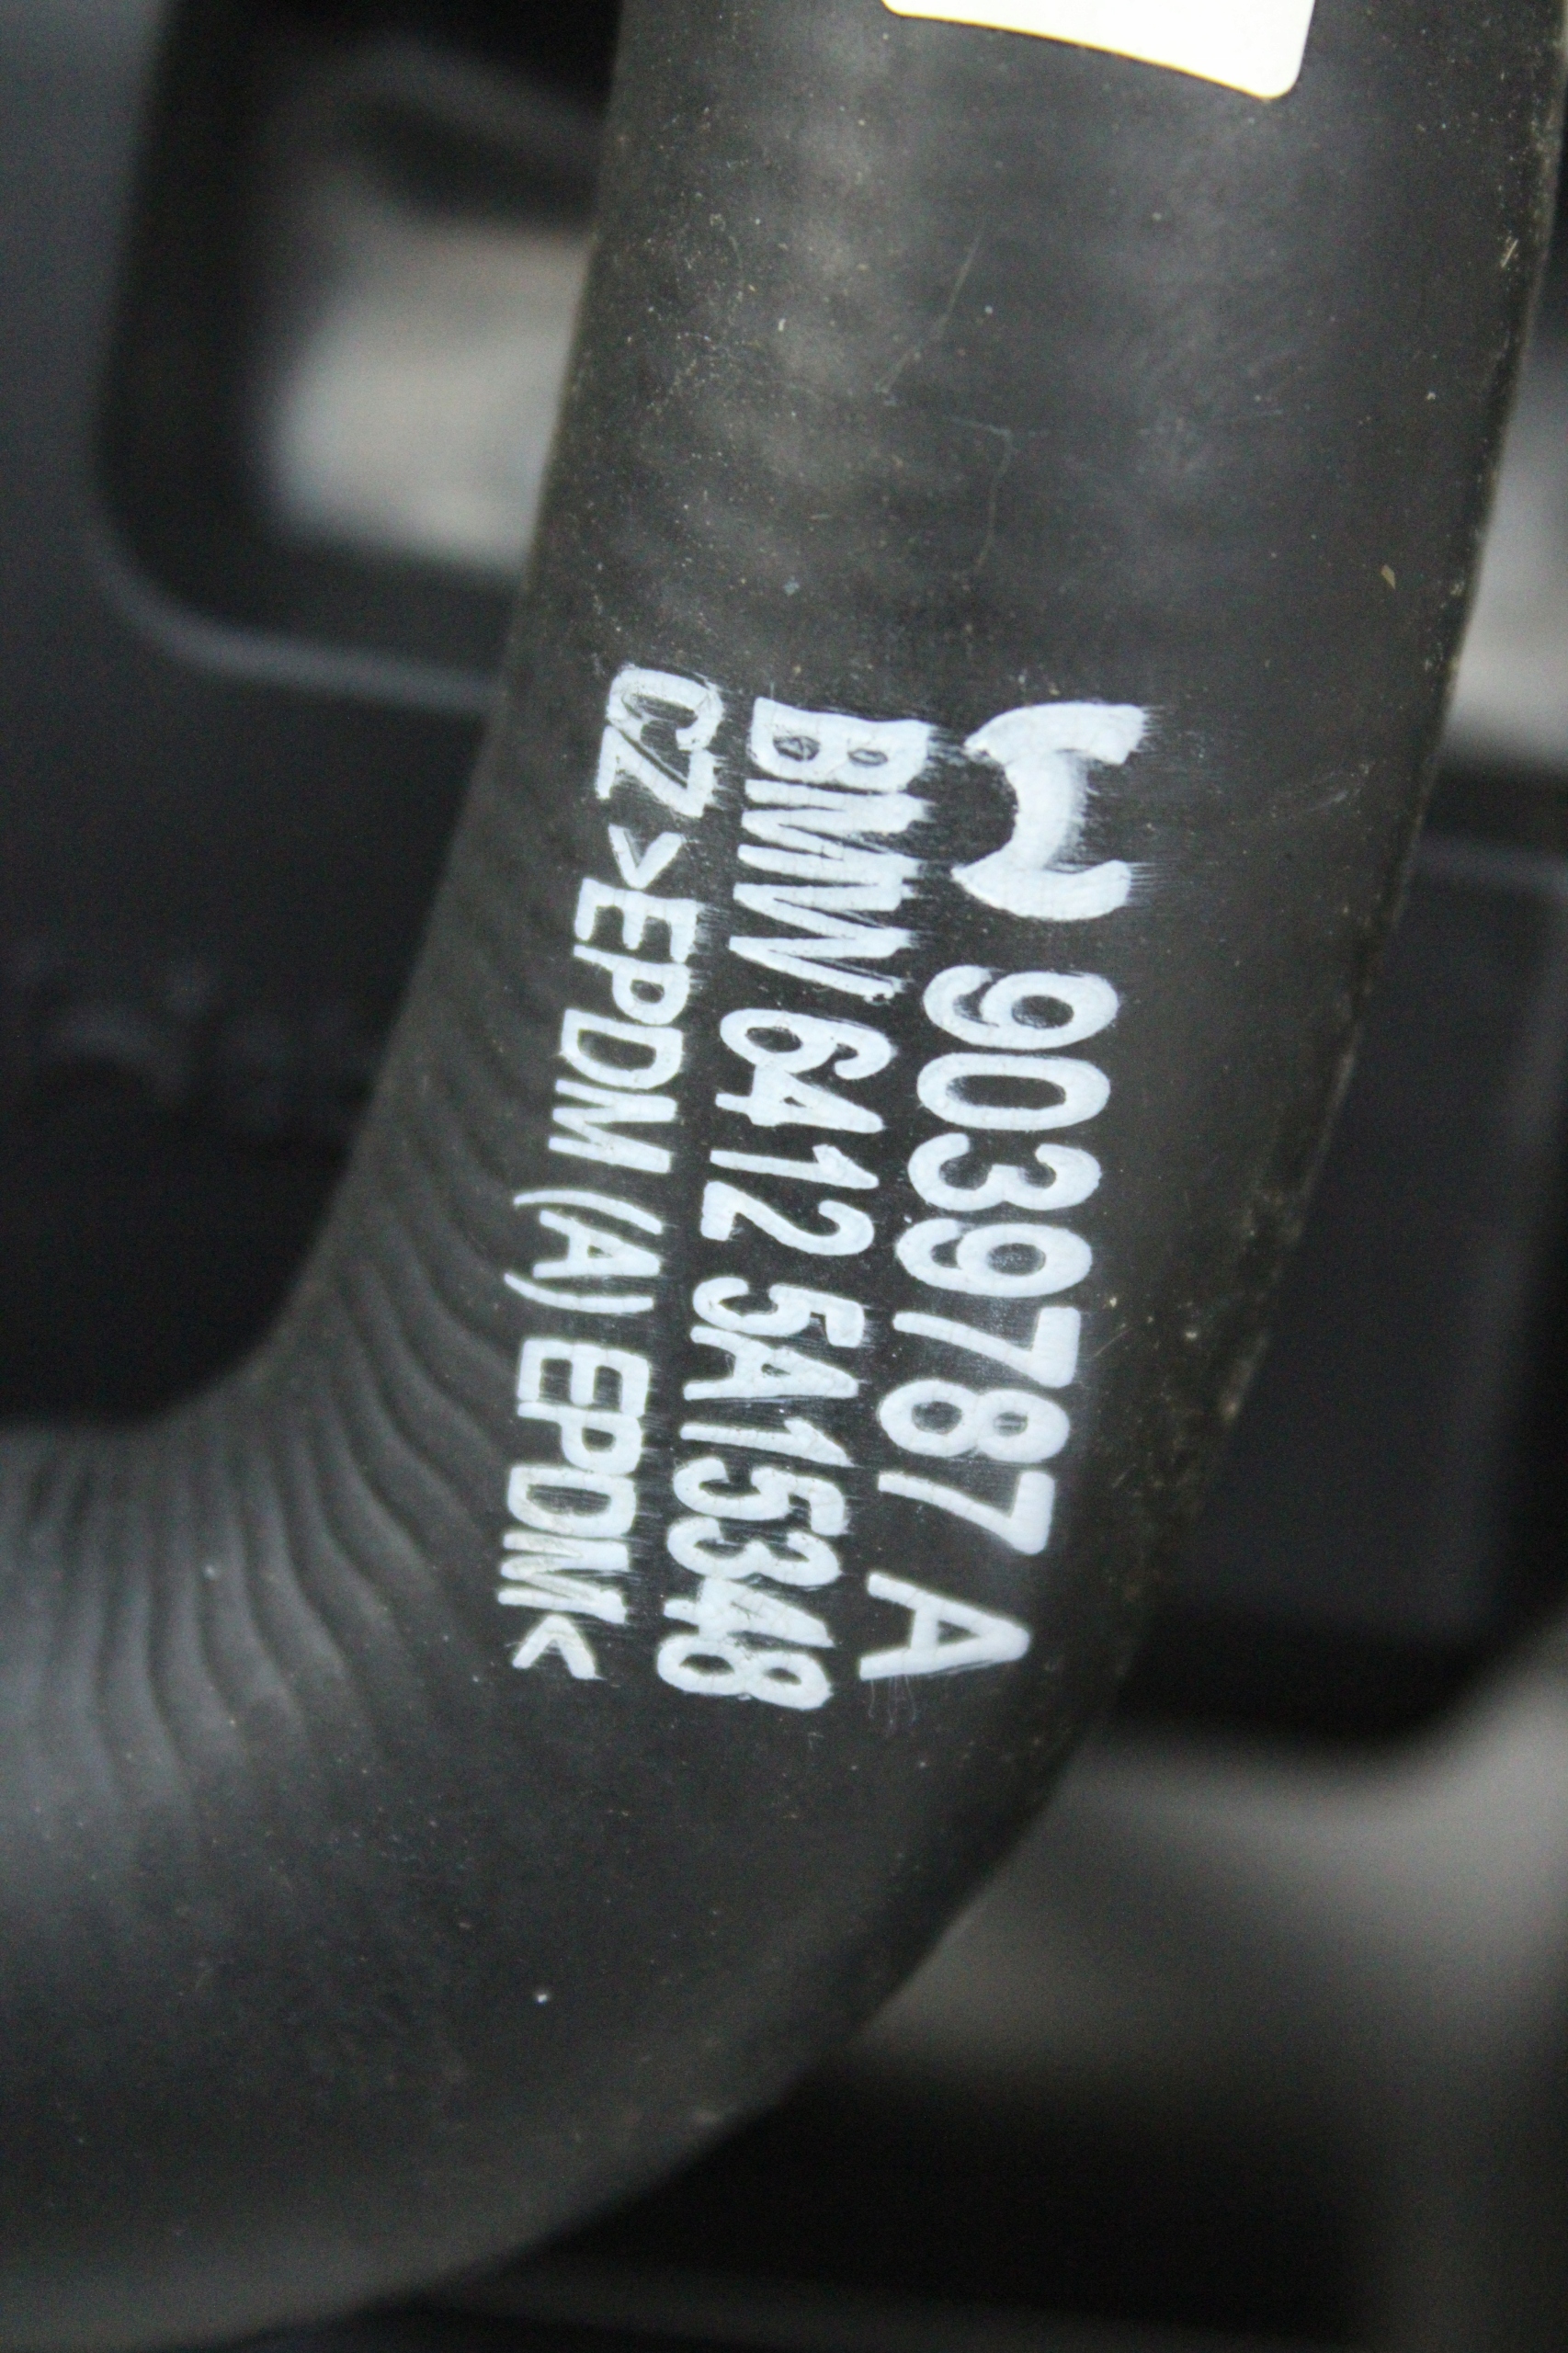 9039787 A
BMW 6412 5A15348
CZ >EPDM (A) EPDM<